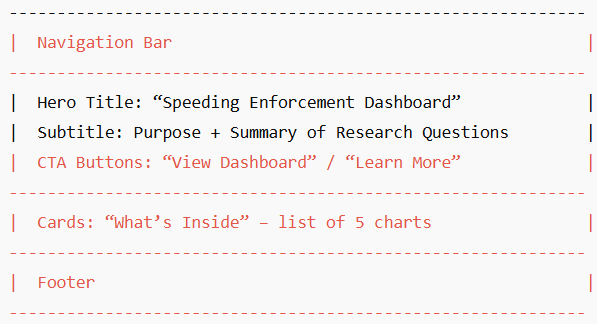 ------------------------------------------------------------
| Navigation Bar |
------------------------------------------------------------
| Hero Title: “Speeding Enforcement Dashboard” |
| Subtitle: Purpose + Summary of Research Questions |
| CTA Buttons: “View Dashboard” / “Learn More” |
------------------------------------------------------------
| Cards: “What’s Inside” – list of 5 charts |
------------------------------------------------------------
| Footer |
------------------------------------------------------------